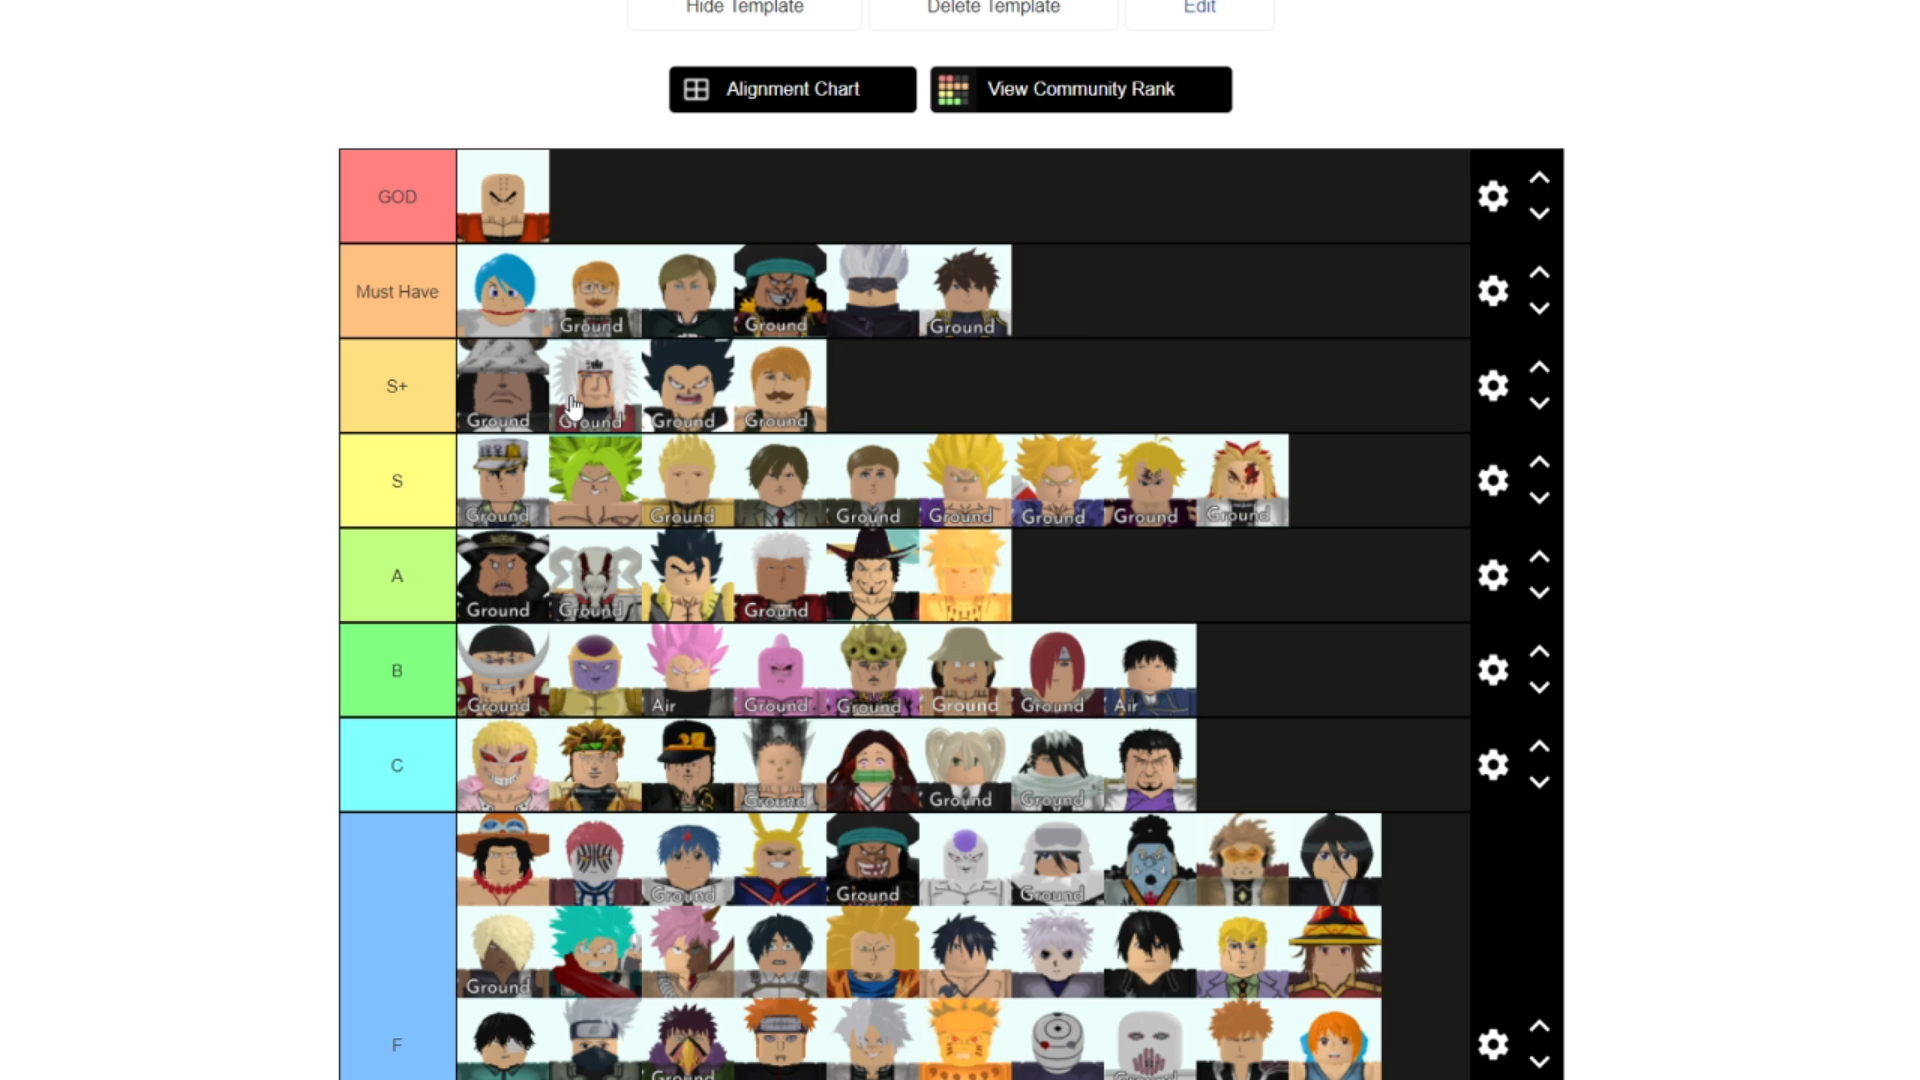 Hide Template Delete Template Edit
Alignment Chart View Community Rank
GOD
Must Have
Ground Ground Ground
S+
Ground Ground Ground Ground
S
Ground Ground Ground Ground Ground Ground Ground
A
Ground Ground Ground
B
Ground Air Ground Ground Ground Ground Air
C
Ground Ground Ground
Ground Ground Ground
Ground
F
Ground Ground